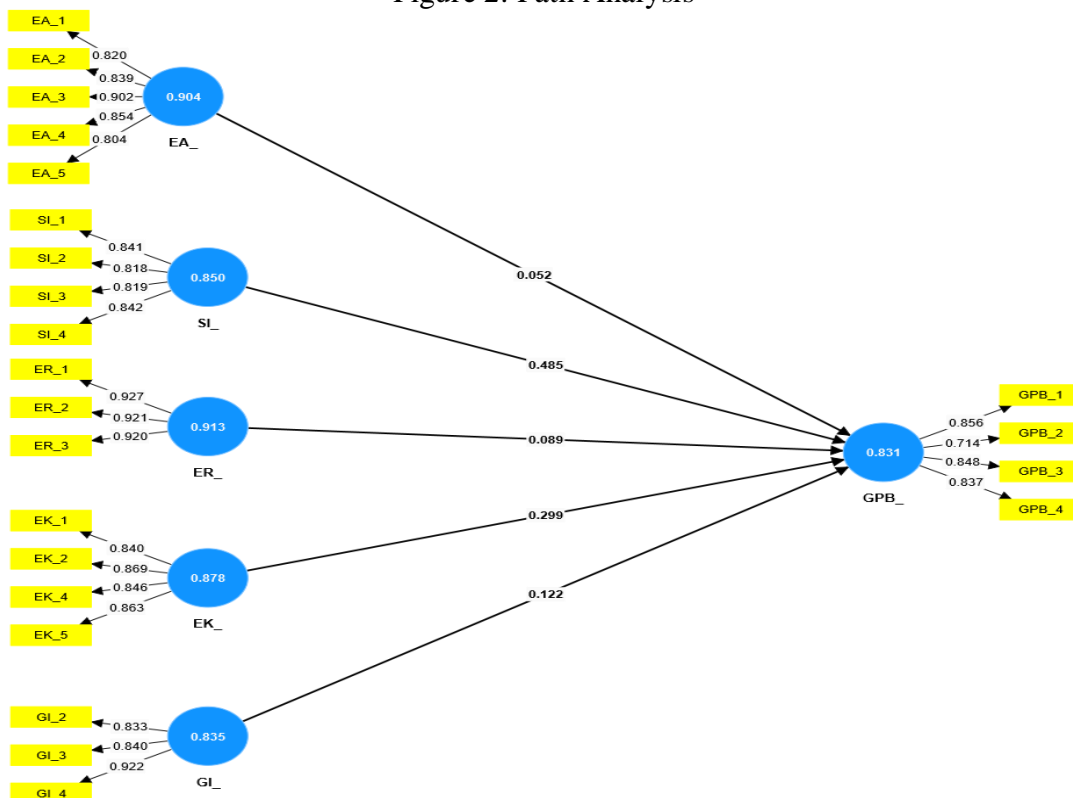 Figure 2. Path Analysis
EA_1
EA_2
EA_3
EA_4
EA_5
0.820
0.839
0.902
0.854
0.804
0.904
EA_
SI_1
SI_2
SI_3
SI_4
0.841
0.818
0.819
0.842
0.850
SI_
ER_1
ER_2
ER_3
0.927
0.921
0.920
0.913
ER_
EK_1
EK_2
EK_4
EK_5
0.840
0.869
0.846
0.863
0.878
EK_
GI_2
GI_3
GI_4
0.833
0.840
0.922
0.835
GI_
0.052
0.485
0.089
0.299
0.122
0.831
GPB_
0.856
0.714
0.848
0.837
GPB_1
GPB_2
GPB_3
GPB_4